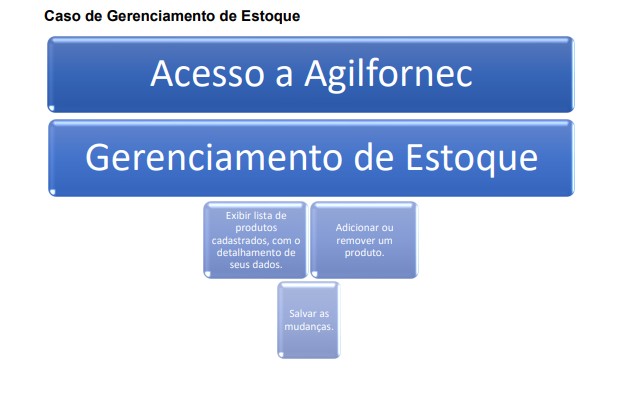 Caso de Gerenciamento de Estoque
Acesso a Agilfornec
Gerenciamento de Estoque
Exibir lista de
produtos
cadastrados, com o
detalhamento de
seus dados.
Adicionar ou
remover um
produto.
Salvar as
mudanças.